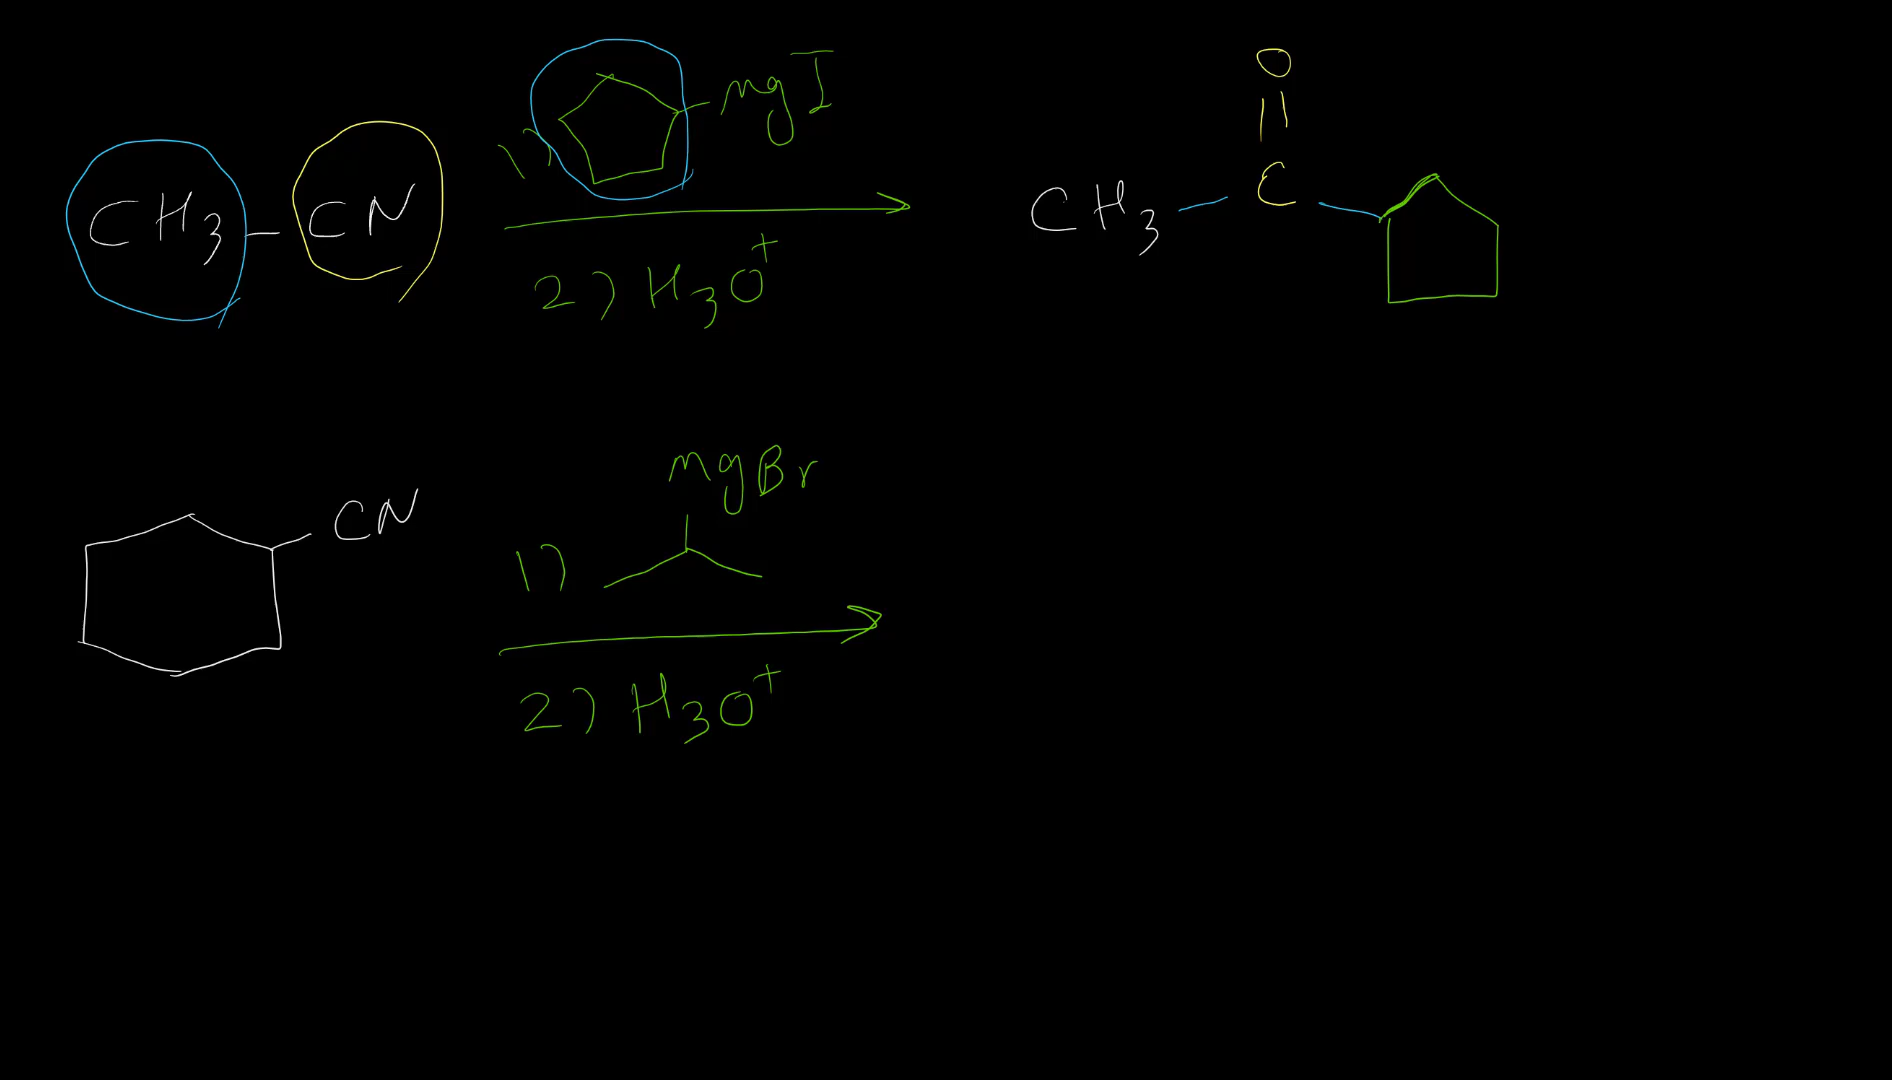 CH3-CN
1) MgI
2) H3O+
O
CH3 C
CN
MgBr
1)
2) H3O+